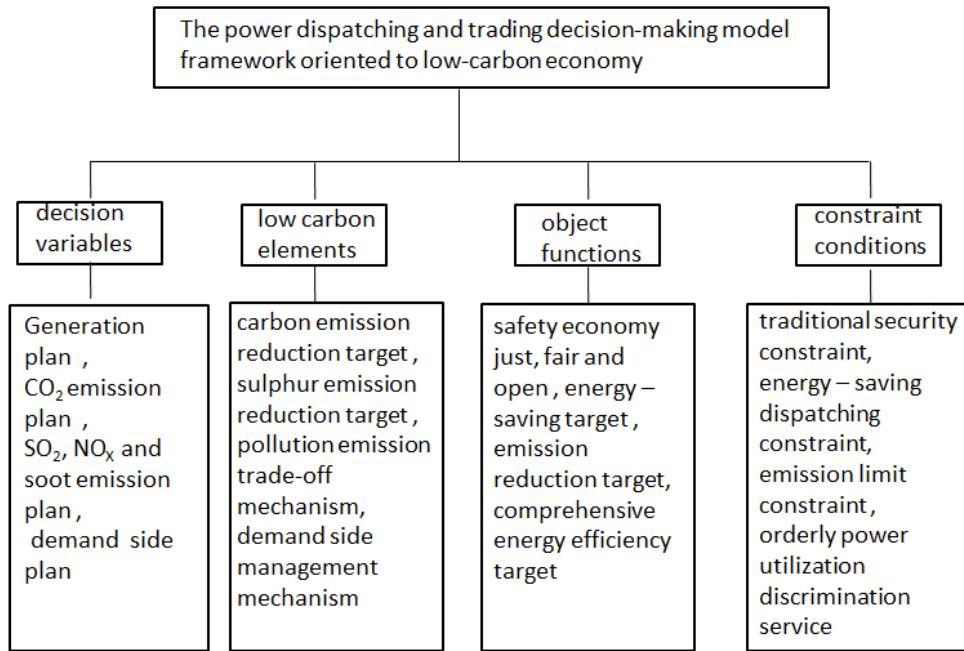 The power dispatching and trading decision-making model
framework oriented to low-carbon economy
decision
variables
low carbon
elements
object
functions
constraint
conditions
Generation
plan ,
CO₂ emission
plan ,
SO₂, NOₓ and
soot emission
plan ,
demand side
plan
carbon emission
reduction target ,
sulphur emission
reduction target ,
pollution emission
trade-off
mechanism,
demand side
management
mechanism
safety economy
just, fair and
open , energy –
saving target ,
emission
reduction target,
comprehensive
energy efficiency
target
traditional security
constraint,
energy – saving
dispatching
constraint,
emission limit
constraint ,
orderly power
utilization
discrimination
service